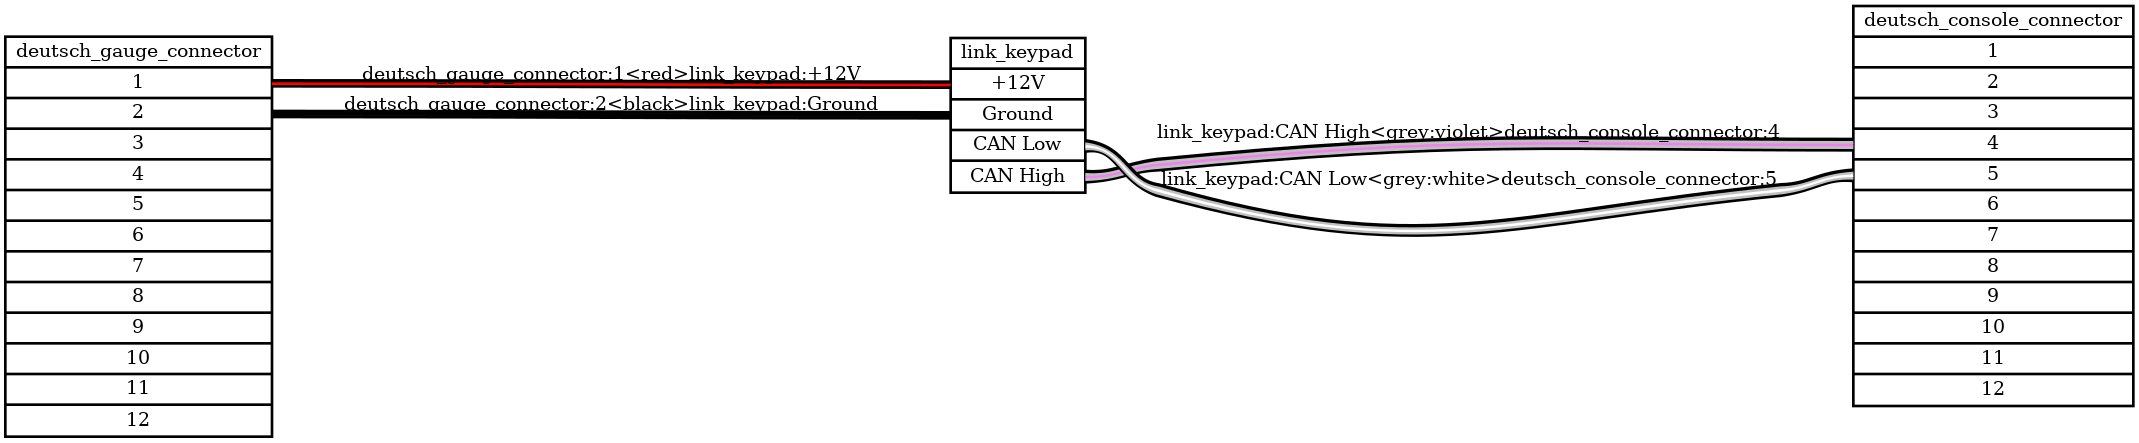 deutsch_gauge_connector
1
2
3
4
5
6
7
8
9
10
11
12
deutsch_gauge_connector:1<red>link_keypad:+12V
deutsch_gauge_connector:2<black>link_keypad:Ground
link_keypad
+12V
Ground
CAN Low
CAN High
link_keypad:CAN High<grey:violet>deutsch_console_connector:4
link_keypad:CAN Low<grey:white>deutsch_console_connector:5
deutsch_console_connector
1
2
3
4
5
6
7
8
9
10
11
12